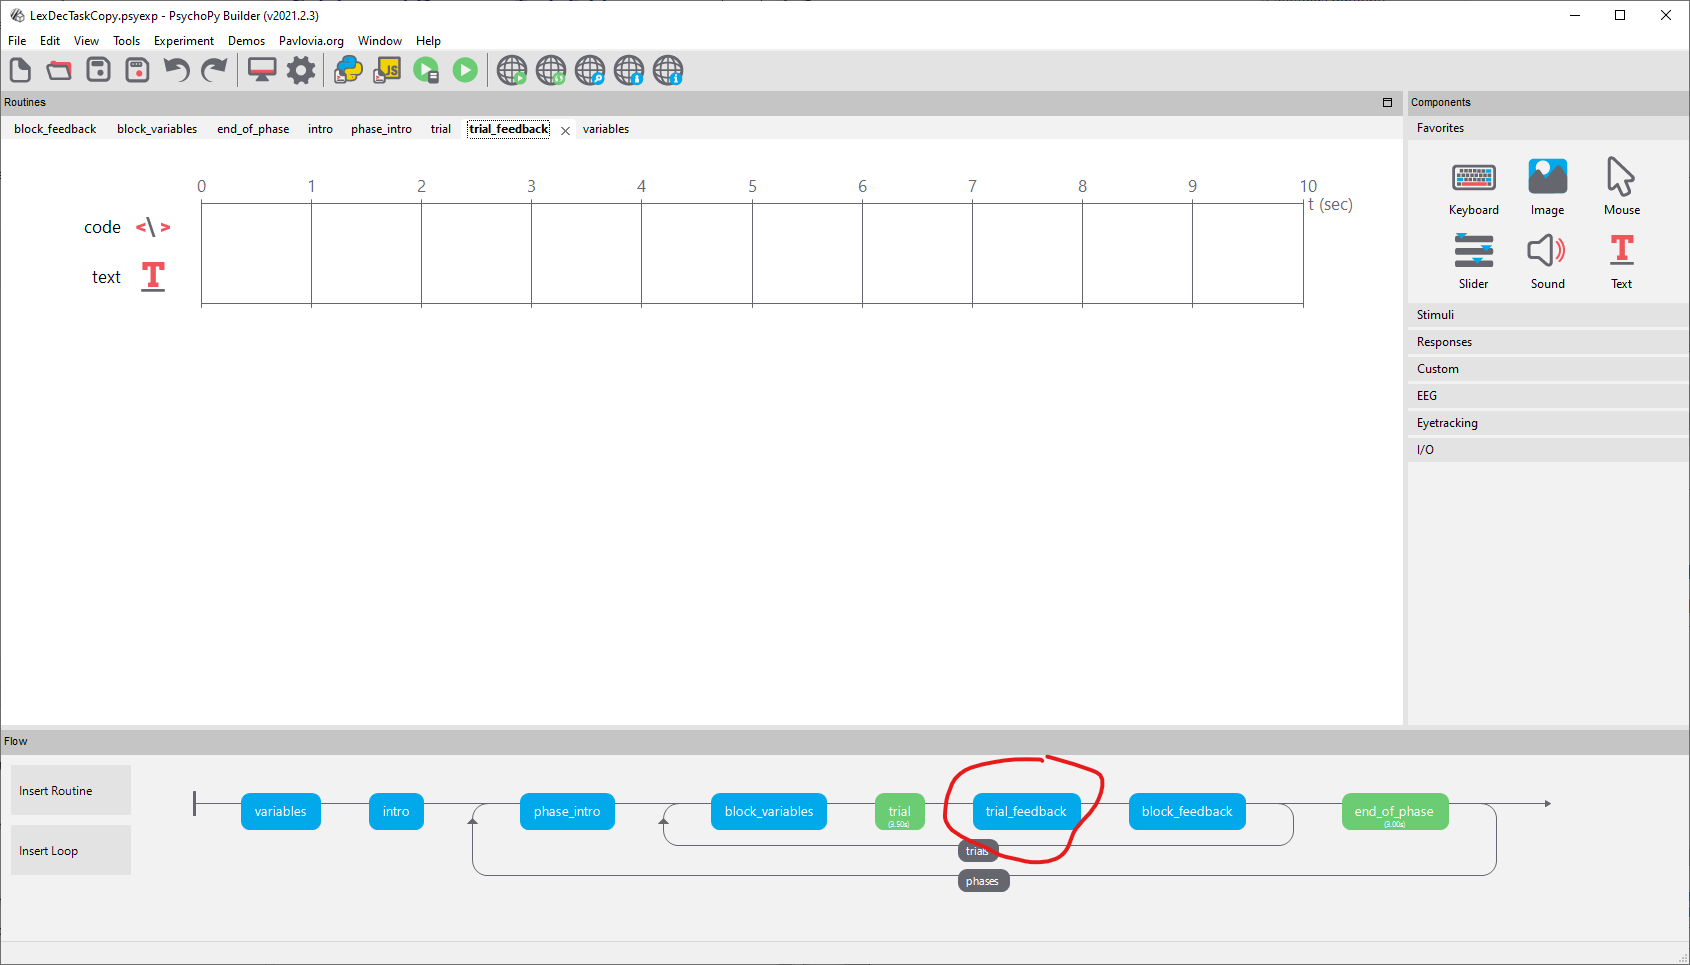 LexDecTaskCopy.psyexp - PsychoPy Builder (v2021.2.3)
File Edit View Tools Experiment Demos Pavlovia.org Window Help
JS
Routines
block_feedback block_variables end_of_phase intro phase_intro trial trial_feedback variables
0 1 2 3 4 5 6 7 8 9 10
t (sec)
code
text
Components
Favorites
Keyboard Image Mouse
Slider Sound Text
Stimuli
Responses
Custom
EEG
Eyetracking
I/O
Flow
Insert Routine
Insert Loop
variables intro phase_intro block_variables trial trial_feedback block_feedback end_of_phase
(3.50s) (3.00s)
trials
phases